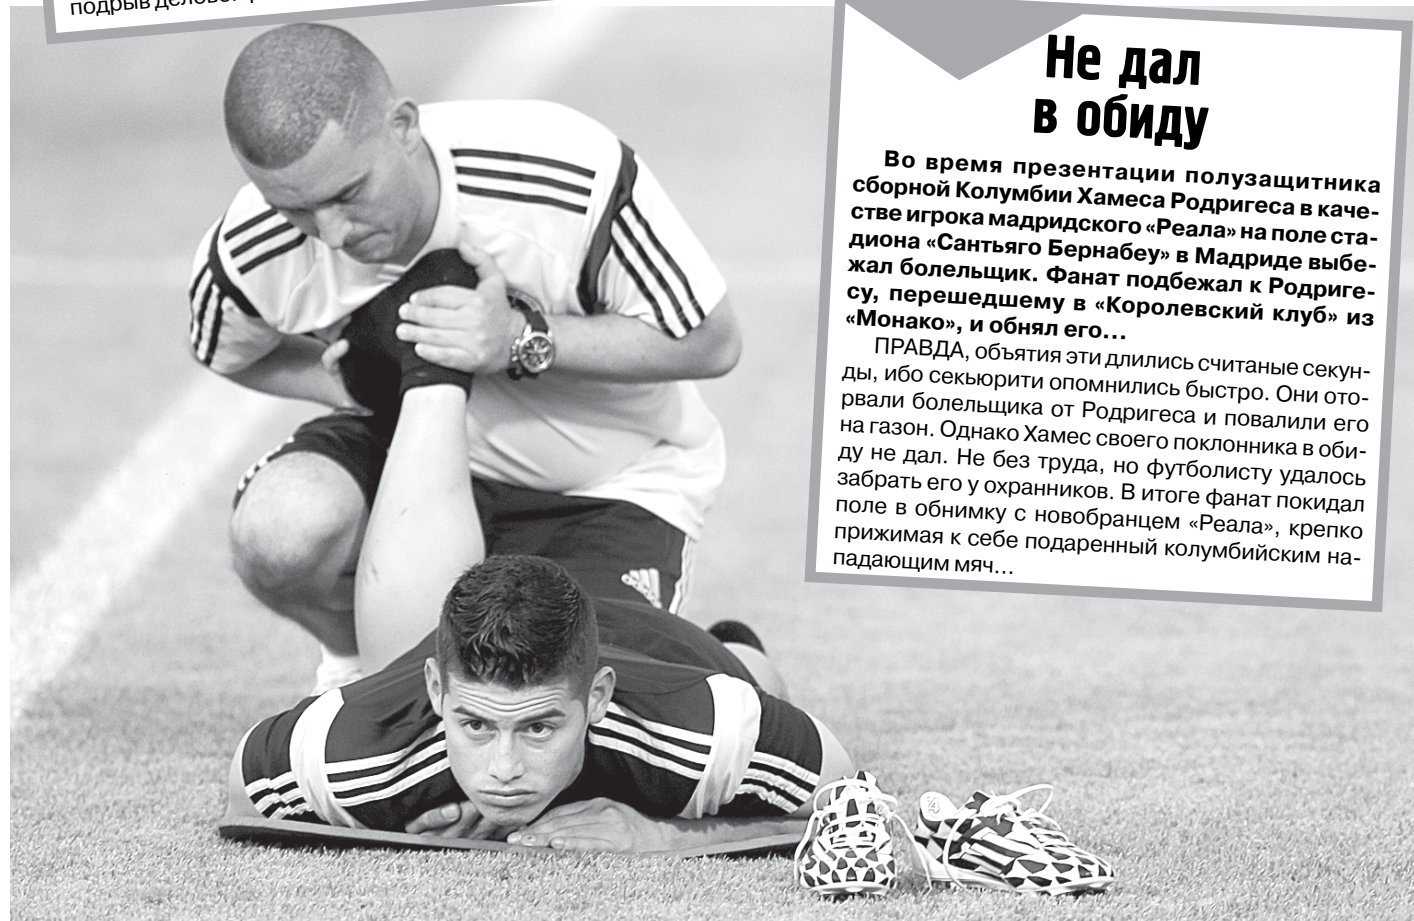 подрыв
Не дал
в обиду
Во время презентации полузащитника
сборной Колумбии Хамеса Родригеса в каче-
стве игрока мадридского «Реала» на поле ста-
диона «Сантьяго Бернабеу» в Мадриде выбе-
жал болельщик. Фанат подбежал к Родриге-
су, перешедшему в «Королевский клуб» из
«Монако», и обнял его…
ПРАВДА, объятия эти длились считаные секун-
ды, ибо секьюрити опомнились быстро. Они ото-
рвали болельщика от Родригеса и повалили его
на газон. Однако Хамес своего поклонника в оби-
ду не дал. Не без труда, но футболисту удалось
забрать его у охранников. В итоге фанат покидал
поле в обнимку с новобранцем «Реала», крепко
прижимая к себе подаренный колумбийским на-
падающим мяч…